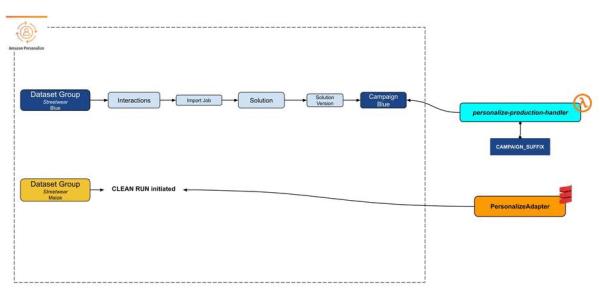 Amazon Personalize
Dataset Group
Streetwear
Blue
Interactions
Import Job
Solution
Solution
Version
Campaign
Blue
personalize-production-handler
CAMPAIGN_SUFFIX
Dataset Group
Streetwear
Maize
CLEAN RUN initiated
PersonalizeAdapter